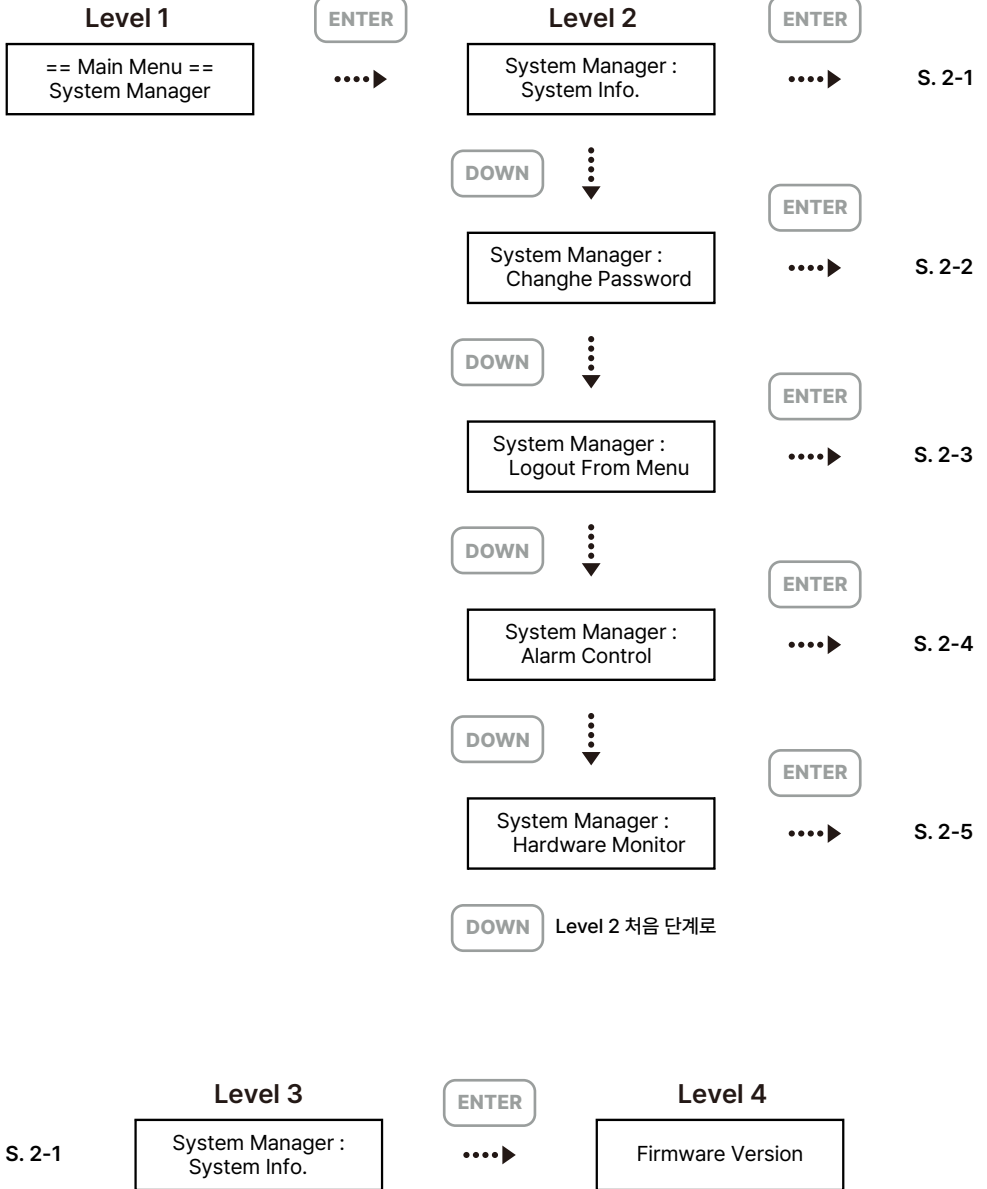 Level 1
ENTER
Level 2
ENTER
== Main Menu ==
System Manager
System Manager :
System Info.
S. 2-1
DOWN
ENTER
System Manager :
Changhe Password
S. 2-2
DOWN
ENTER
System Manager :
Logout From Menu
S. 2-3
DOWN
ENTER
System Manager :
Alarm Control
S. 2-4
DOWN
ENTER
System Manager :
Hardware Monitor
S. 2-5
DOWN
Level 2 처음 단계로
Level 3
ENTER
Level 4
S. 2-1
System Manager :
System Info.
Firmware Version